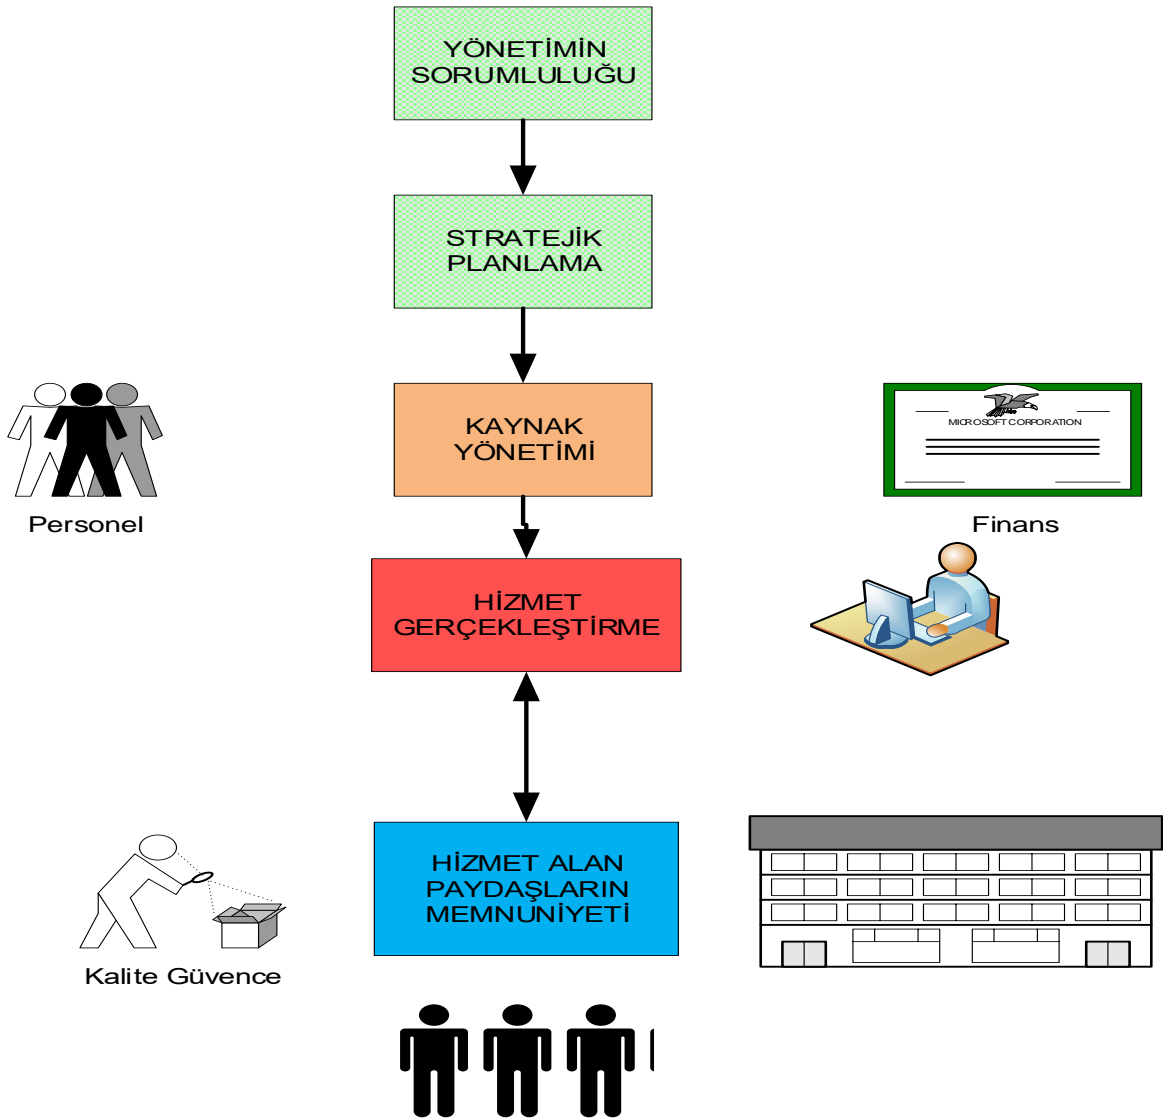 YÖNETİMİN
SORUMLULUĞU
STRATEJİK
PLANLAMA
KAYNAK
YÖNETİMİ
MICROSOFT CORPORATION
Personel
Finans
HİZMET
GERÇEKLEŞTİRME
HİZMET ALAN
PAYDAŞLARIN
MEMNUNİYETİ
Kalite Güvence